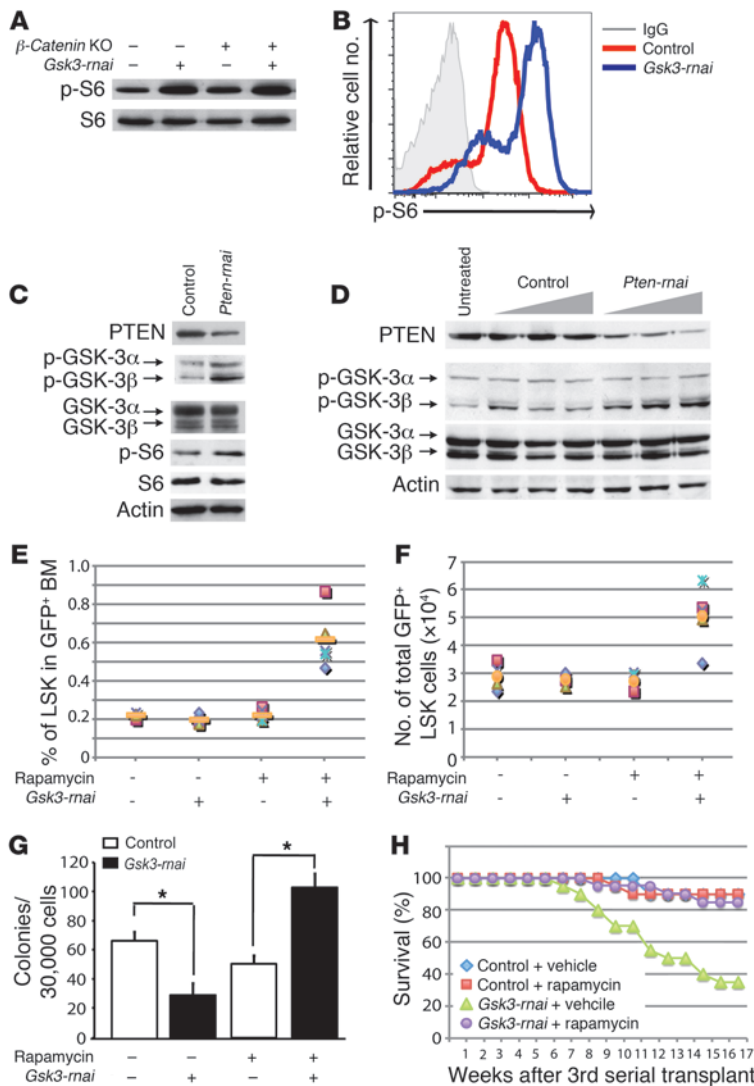 A
β-Catenin KO – – + +
Gsk3-rnai – + – +
p-S6
S6
B
Relative cell no.
p-S6
IgG
Control
Gsk3-rnai
C
Control
Pten-rnai
PTEN
p-GSK-3α
p-GSK-3β
GSK-3α
GSK-3β
p-S6
S6
Actin
D
Untreated
Control
Pten-rnai
PTEN
p-GSK-3α
p-GSK-3β
GSK-3α
GSK-3β
Actin
E
% of LSK in GFP+ BM
1.0
0.8
0.6
0.4
0.2
0
Rapamycin - - + +
Gsk3-rnai - + - +
F
No. of total GFP+
LSK cells (×10⁴)
7
6
5
4
3
2
1
0
Rapamycin - - + +
Gsk3-rnai - + - +
G
Control
Gsk3-rnai
Colonies/
30,000 cells
120
100
80
60
40
20
0
* *
Rapamycin – – + +
Gsk3-rnai – + – +
H
Survival (%)
100
80
60
40
20
0
Control + vehicle
Control + rapamycin
Gsk3-rnai + vehcile
Gsk3-rnai + rapamycin
1 2 3 4 5 6 7 8 9 10 11 12 13 14 15 16 17
Weeks after 3rd serial transplant